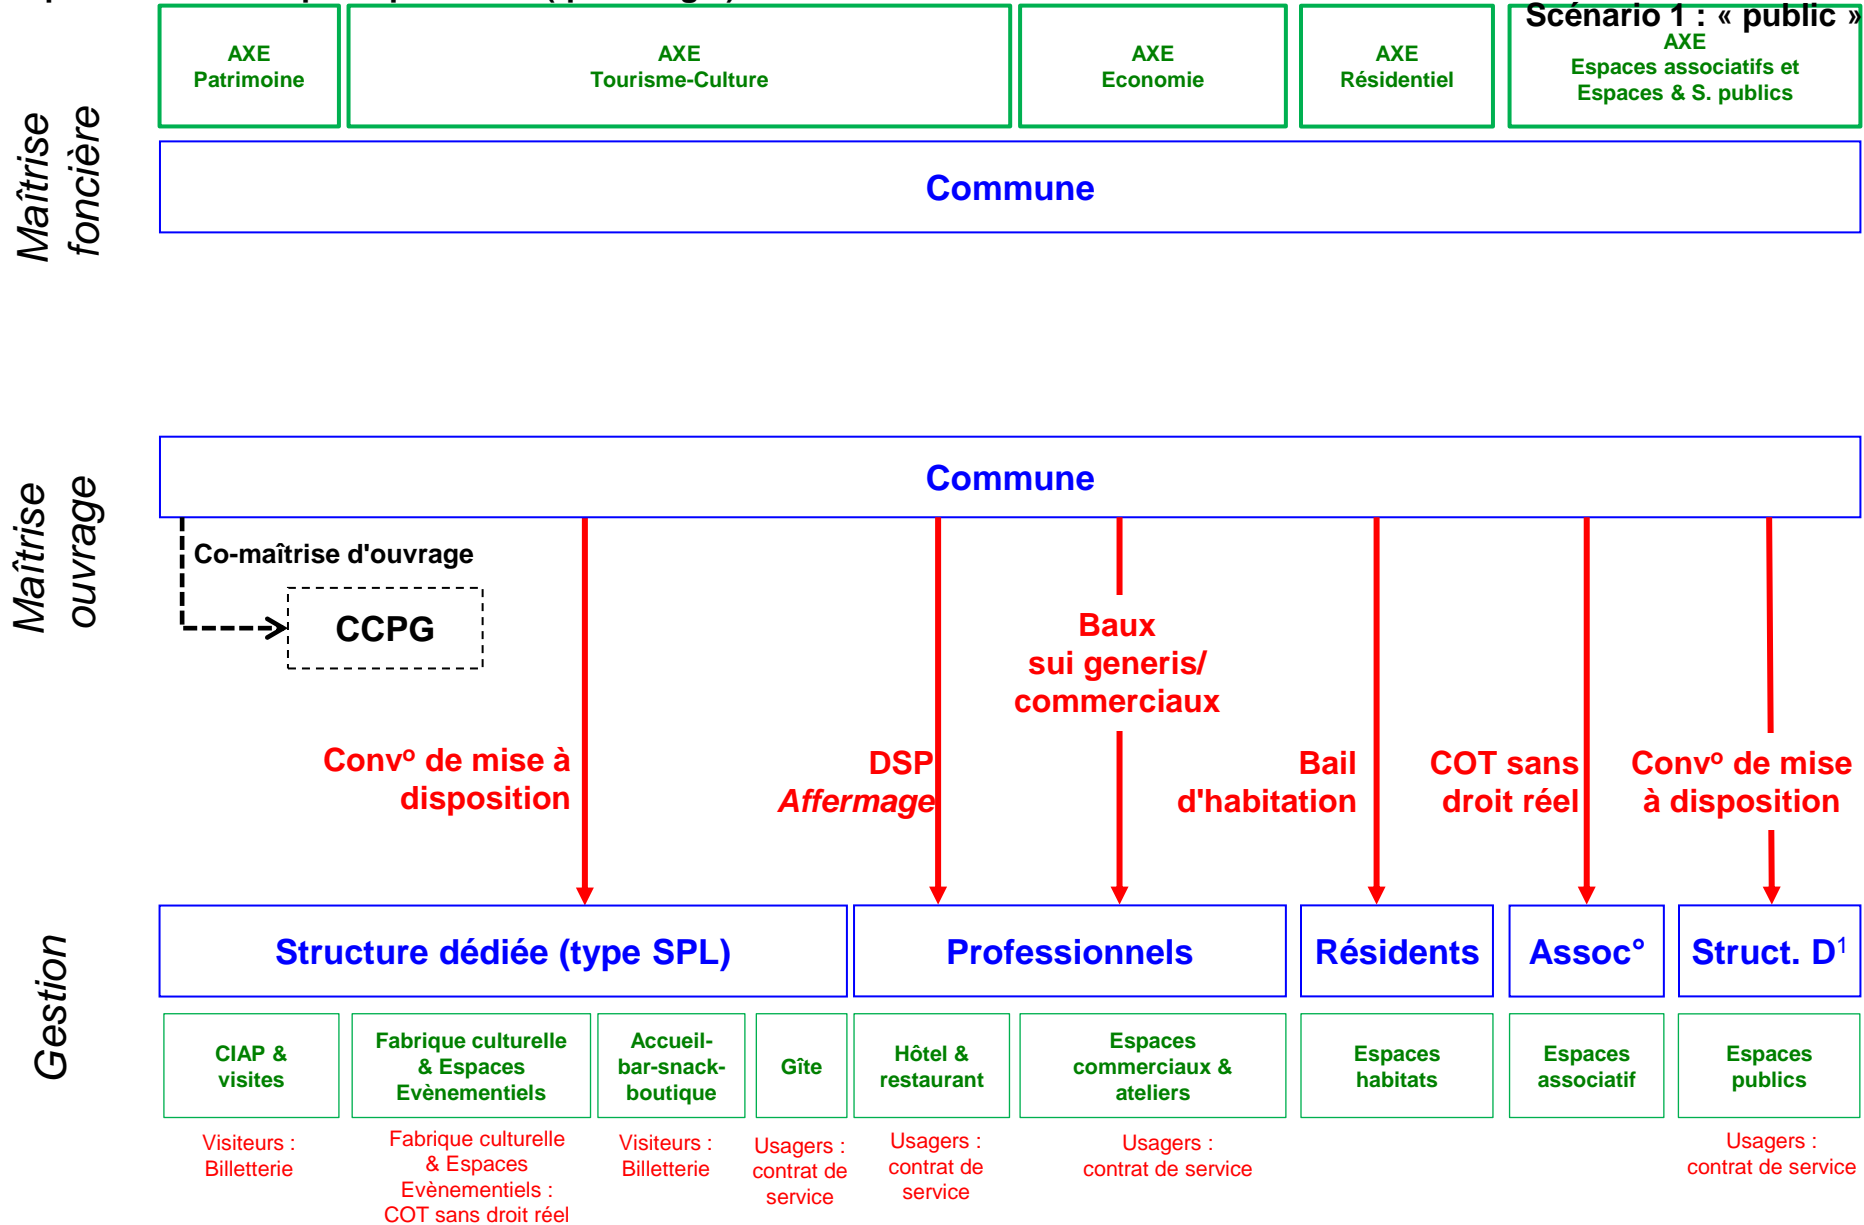 Scénario 1 : « public »
AXE
Patrimoine
AXE
Tourisme-Culture
AXE
Economie
AXE
Résidentiel
AXE
Espaces associatifs et
Espaces & S. publics
Maîtrise
foncière
Commune
Maîtrise
ouvrage
Commune
Co-maîtrise d'ouvrage
CCPG
Baux
sui generis/
commerciaux
Convº de mise à
disposition
DSP
Affermage
Bail
d'habitation
COT sans
droit réel
Convº de mise
à disposition
Gestion
Structure dédiée (type SPL)
Professionnels
Résidents
Assoc°
Struct. D¹
CIAP &
visites
Fabrique culturelle
& Espaces
Evènementiels
Accueil-
bar-snack-
boutique
Gîte
Hôtel &
restaurant
Espaces
commerciaux &
ateliers
Espaces
habitats
Espaces
associatif
Espaces
publics
Visiteurs :
Billetterie
Fabrique culturelle
& Espaces
Evènementiels :
COT sans droit réel
Visiteurs :
Billetterie
Usagers :
contrat de
service
Usagers :
contrat de
service
Usagers :
contrat de service
Usagers :
contrat de service